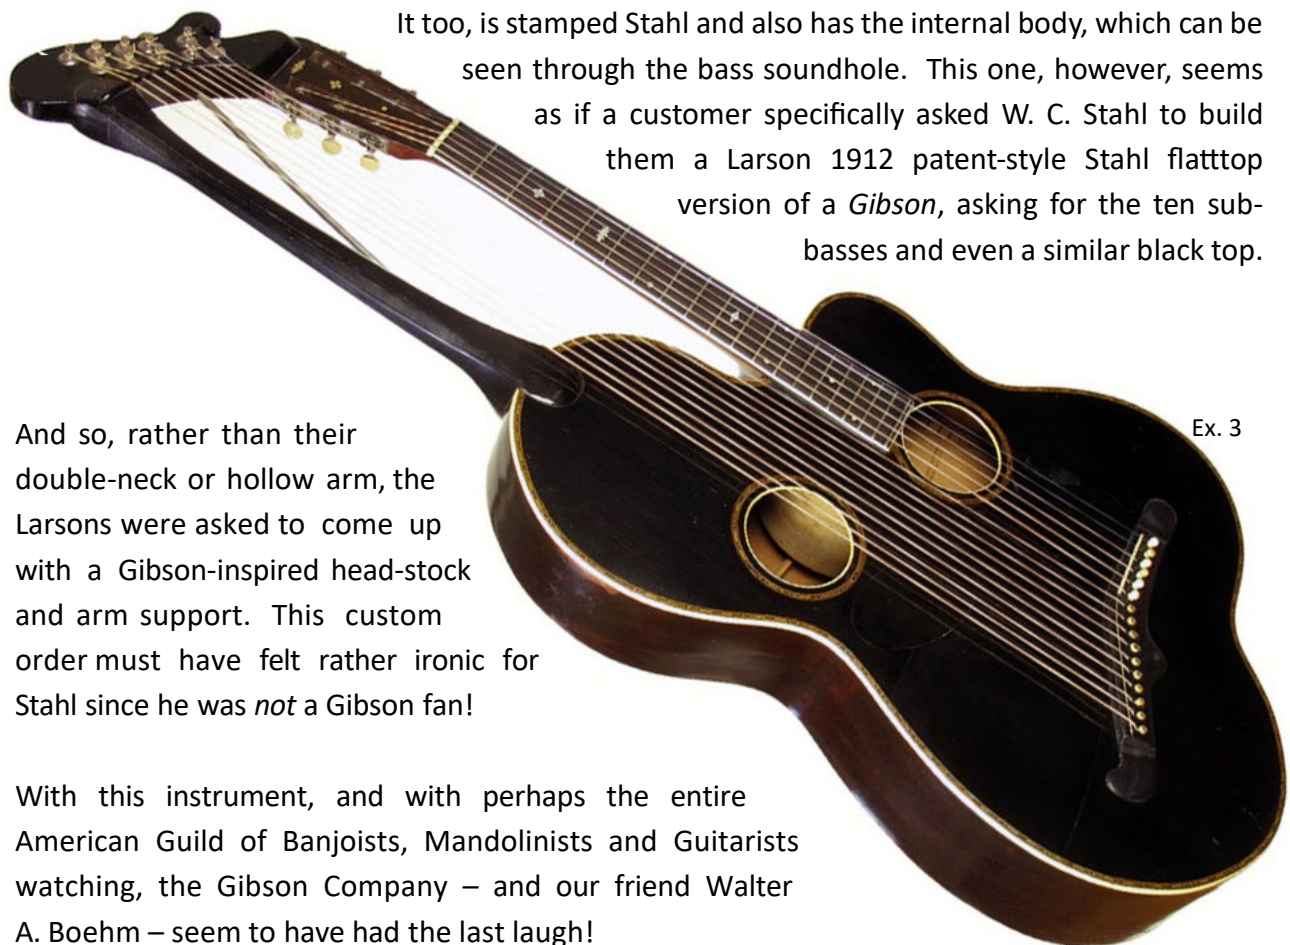 It too, is stamped Stahl and also has the internal body, which can be
seen through the bass soundhole. This one, however, seems
as if a customer specifically asked W. C. Stahl to build
them a Larson 1912 patent-style Stahl flatttop
version of a Gibson, asking for the ten sub-
basses and even a similar black top.
Ex. 3
And so, rather than their
double-neck or hollow arm, the
Larsons were asked to come up
with a Gibson-inspired head-stock
and arm support. This custom
order must have felt rather ironic for
Stahl since he was not a Gibson fan!
With this instrument, and with perhaps the entire
American Guild of Banjoists, Mandolinists and Guitarists
watching, the Gibson Company – and our friend Walter
A. Boehm – seem to have had the last laugh!